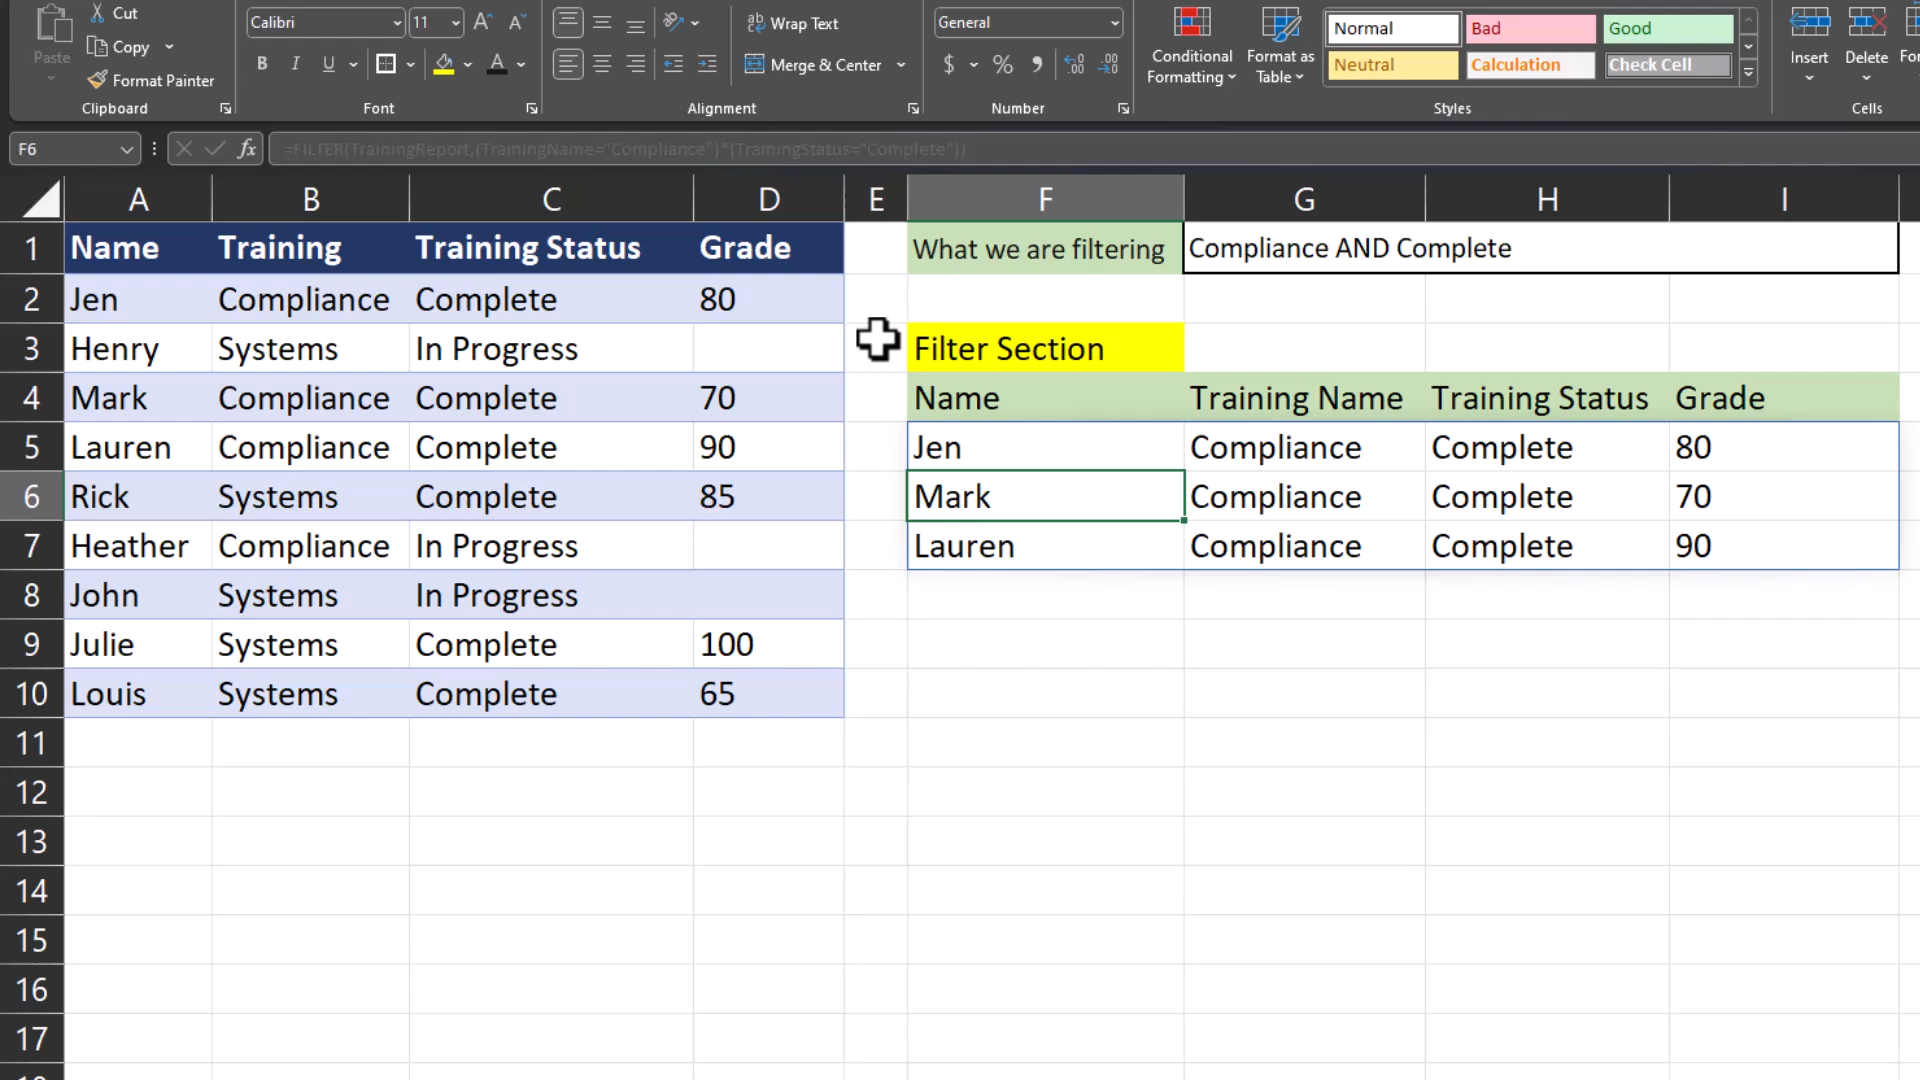 Cut
Copy
Format Painter
Paste
Clipboard
Calibri 11
B I U
Font
Wrap Text
Merge & Center
Alignment
General
$ % 9
Number
Conditional Formatting
Format as Table
Normal Bad Good
Neutral Calculation Check Cell
Styles
Insert Delete
Cells
F6 fx =FILTER(TrainingReport,(TrainingName="Compliance")*(TrainingStatus="Complete"))
A B C D E F G H I
1 Name Training Training Status Grade What we are filtering Compliance AND Complete
2 Jen Compliance Complete 80
3 Henry Systems In Progress Filter Section
4 Mark Compliance Complete 70 Name Training Name Training Status Grade
5 Lauren Compliance Complete 90 Jen Compliance Complete 80
6 Rick Systems Complete 85 Mark Compliance Complete 70
7 Heather Compliance In Progress Lauren Compliance Complete 90
8 John Systems In Progress
9 Julie Systems Complete 100
10 Louis Systems Complete 65
11
12
13
14
15
16
17